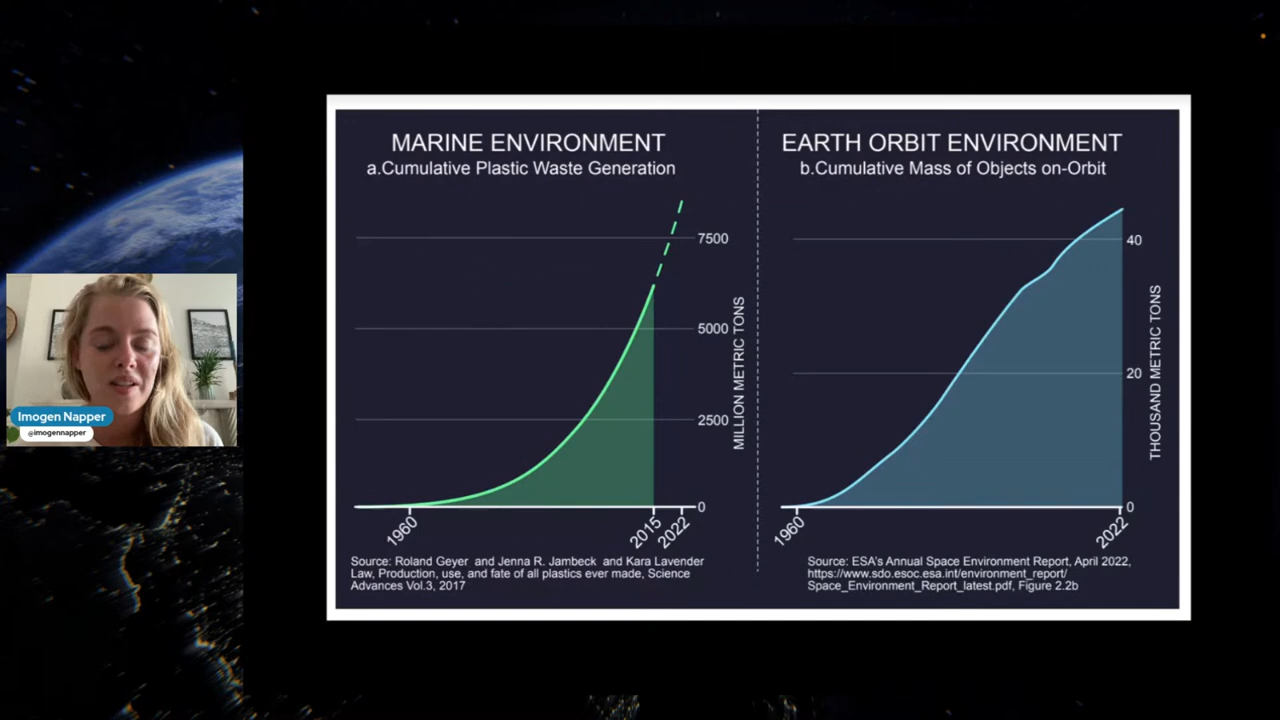 MARINE ENVIRONMENT
a.Cumulative Plastic Waste Generation
7500
5000
2500
0
MILLION METRIC TONS
1960
2015
2022
Source: Roland Geyer and Jenna R. Jambeck and Kara Lavender
Law, Production, use, and fate of all plastics ever made, Science
Advances Vol.3, 2017
EARTH ORBIT ENVIRONMENT
b.Cumulative Mass of Objects on-Orbit
40
20
0
THOUSAND METRIC TONS
1960
2022
Source: ESA's Annual Space Environment Report, April 2022,
https://www.sdo.esoc.esa.int/environment_report/
Space_Environment_Report_latest.pdf, Figure 2.2b
Imogen Napper
@imogennapper